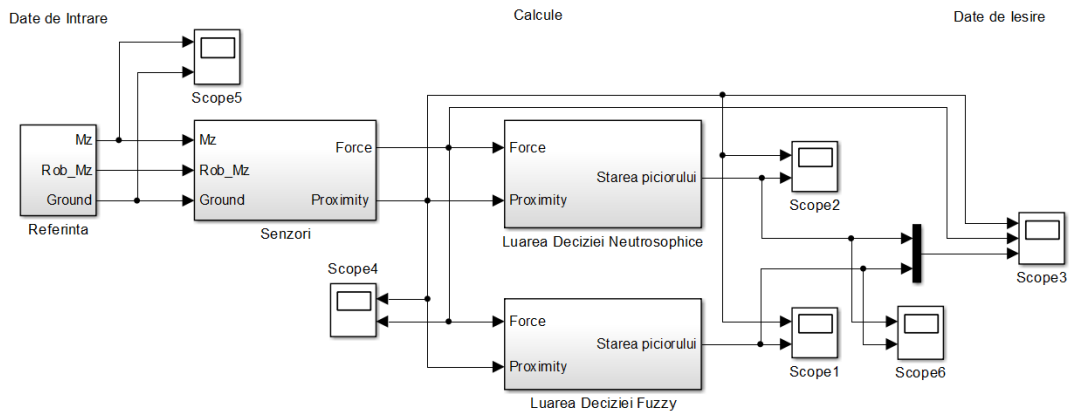 Date de Intrare
Calcule
Date de Iesire
Scope5
Mz
Rob_Mz
Ground
Referinta
Mz
Rob_Mz
Ground
Force
Proximity
Senzori
Force
Proximity
Starea piciorului
Luarea Deciziei Neutrosophice
Scope2
Scope3
Scope4
Force
Proximity
Starea piciorului
Luarea Deciziei Fuzzy
Scope1
Scope6